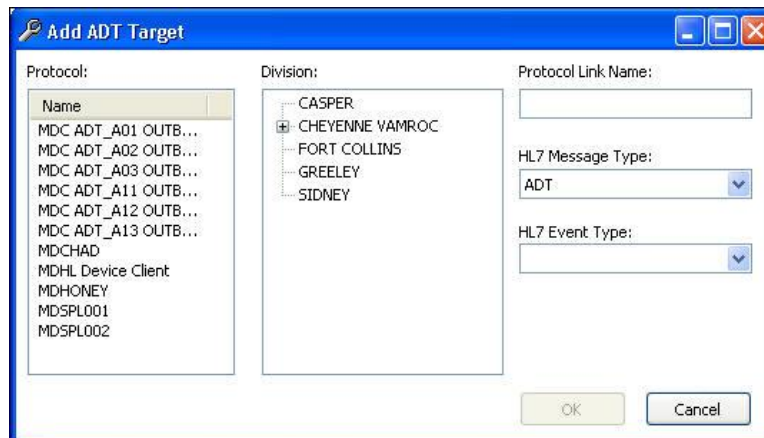 Add ADT Target
Protocol:
Name
MDC ADT_A01 OUTB...
MDC ADT_A02 OUTB...
MDC ADT_A03 OUTB...
MDC ADT_A11 OUTB...
MDC ADT_A12 OUTB...
MDC ADT_A13 OUTB...
MDCHAD
MDHL Device Client
MDHONEY
MDSPL001
MDSPL002
Division:
CASPER
CHEYENNE VAMROC
FORT COLLINS
GREELEY
SIDNEY
Protocol Link Name:
HL7 Message Type:
ADT
HL7 Event Type:
OK
Cancel